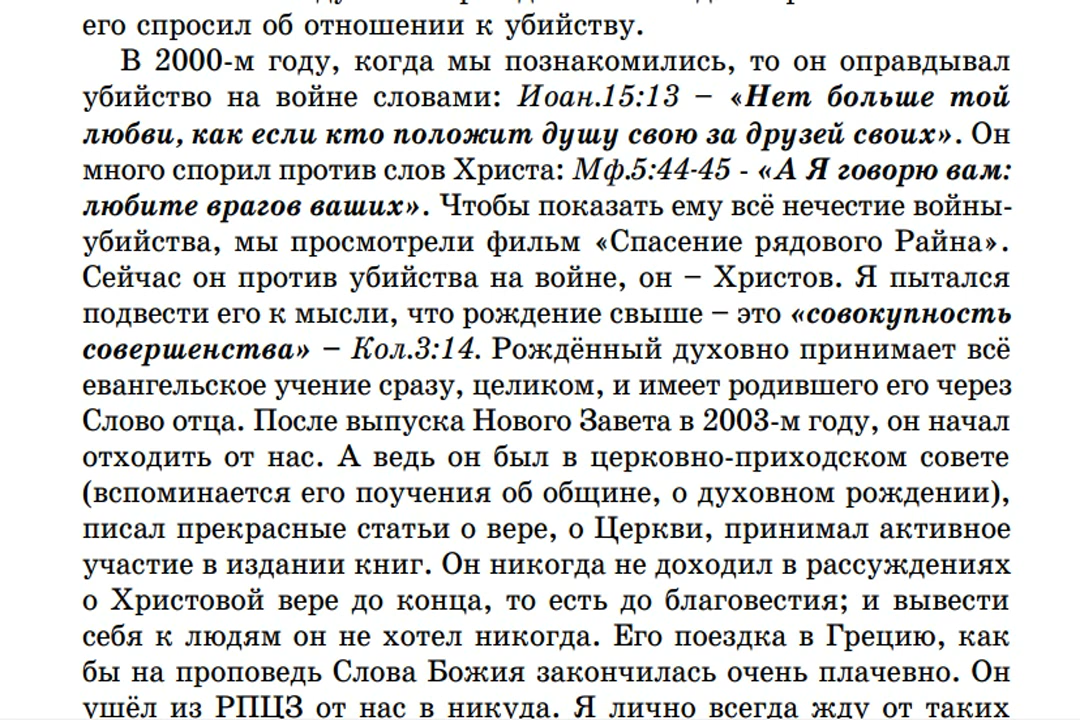 его спросил об отношении к убийству.
В 2000-м году, когда мы познакомились, то он оправдывал
убийство на войне словами: Иоан.15:13 – «Нет больше той
любви, как если кто положит душу свою за друзей своих». Он
много спорил против слов Христа: Мф.5:44-45 - «А Я говорю вам:
любите врагов ваших». Чтобы показать ему всё нечестие войны-
убийства, мы просмотрели фильм «Спасение рядового Райна».
Сейчас он против убийства на войне, он – Христов. Я пытался
подвести его к мысли, что рождение свыше – это «совокупность
совершенства» – Кол.3:14. Рождённый духовно принимает всё
евангельское учение сразу, целиком, и имеет родившего его через
Слово отца. После выпуска Нового Завета в 2003-м году, он начал
отходить от нас. А ведь он был в церковно-приходском совете
(вспоминается его поучения об общине, о духовном рождении),
писал прекрасные статьи о вере, о Церкви, принимал активное
участие в издании книг. Он никогда не доходил в рассуждениях
о Христовой вере до конца, то есть до благовестия; и вывести
себя к людям он не хотел никогда. Его поездка в Грецию, как
бы на проповедь Слова Божия закончилась очень плачевно. Он
ушёл из РПЦЗ от нас в никуда. Я лично всегда жду от таких